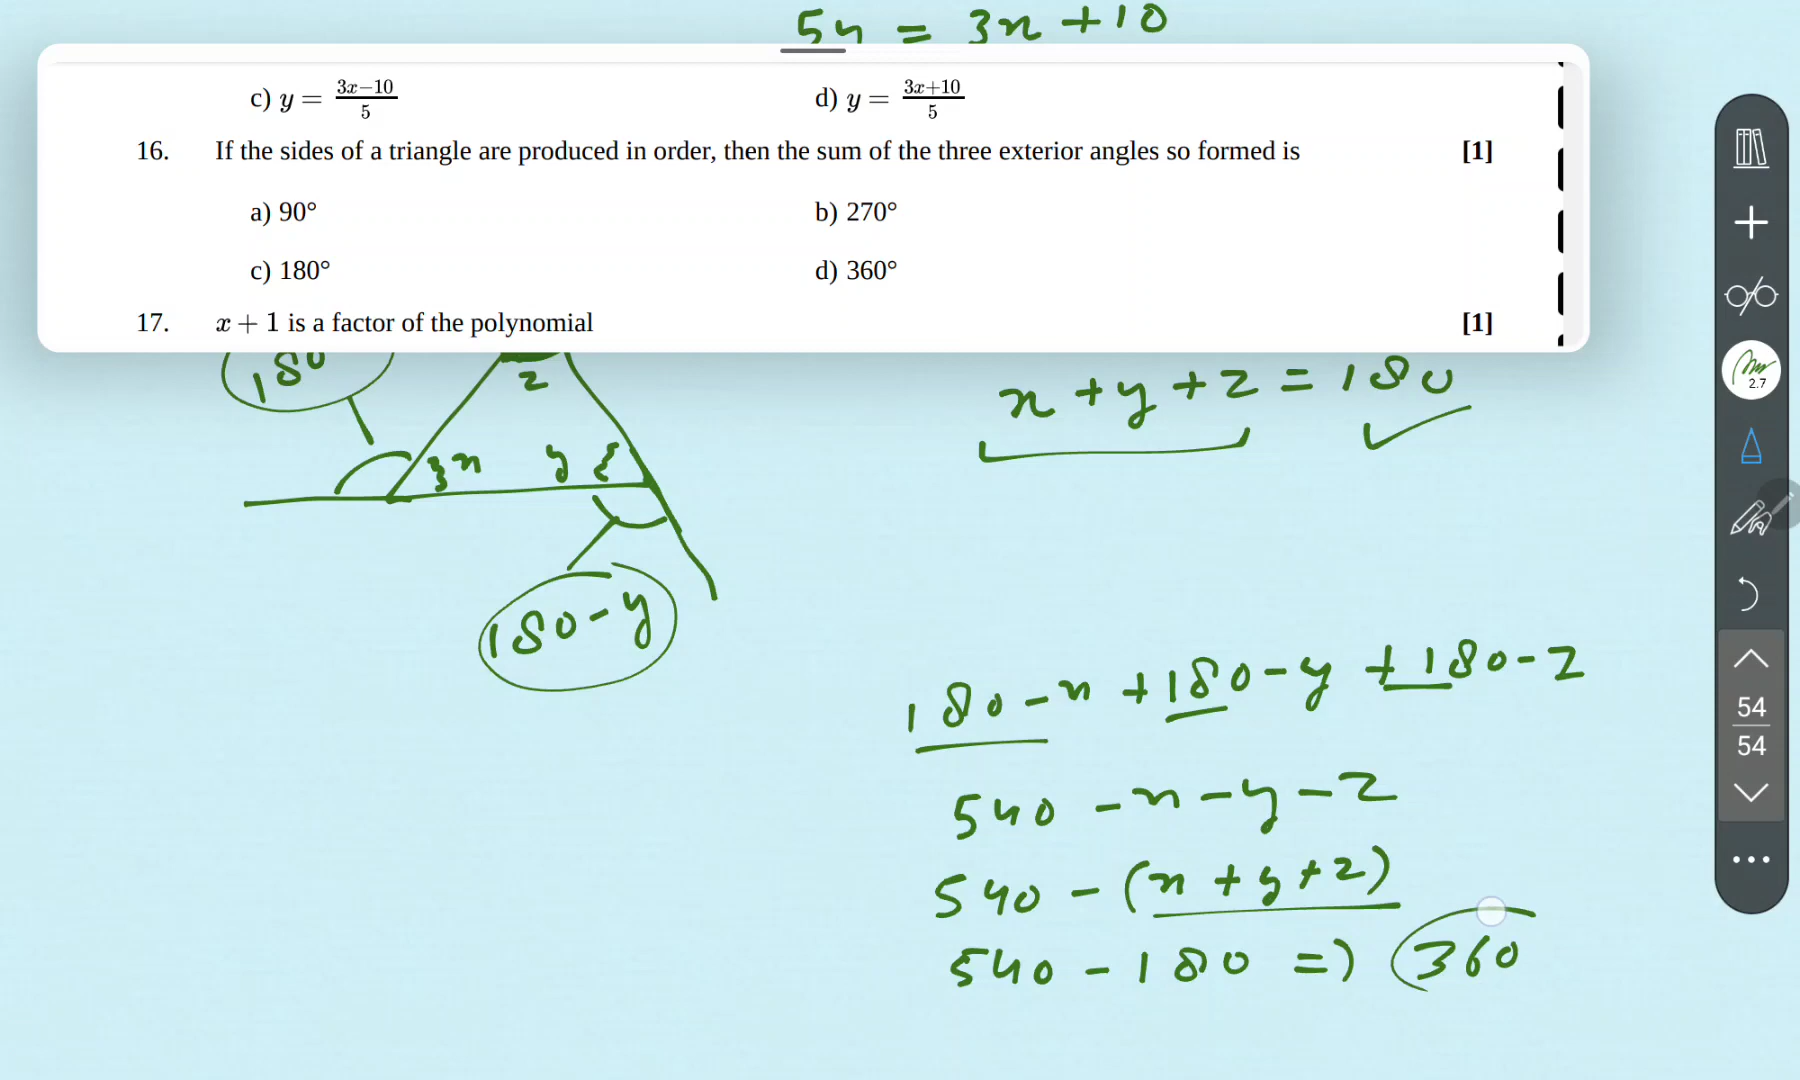 5y = 3x + 10
c) y = 3x−10/5 d) y = 3x+10/5
16. If the sides of a triangle are produced in order, then the sum of the three exterior angles so formed is [1]
a) 90° b) 270°
c) 180° d) 360°
17. x + 1 is a factor of the polynomial [1]
180
z
x + y + z = 180
x y
180 - y
180 - x + 180 - y + 180 - z
540 - x - y - z
540 - (x + y + z)
540 - 180 => 360
2.7
54
54